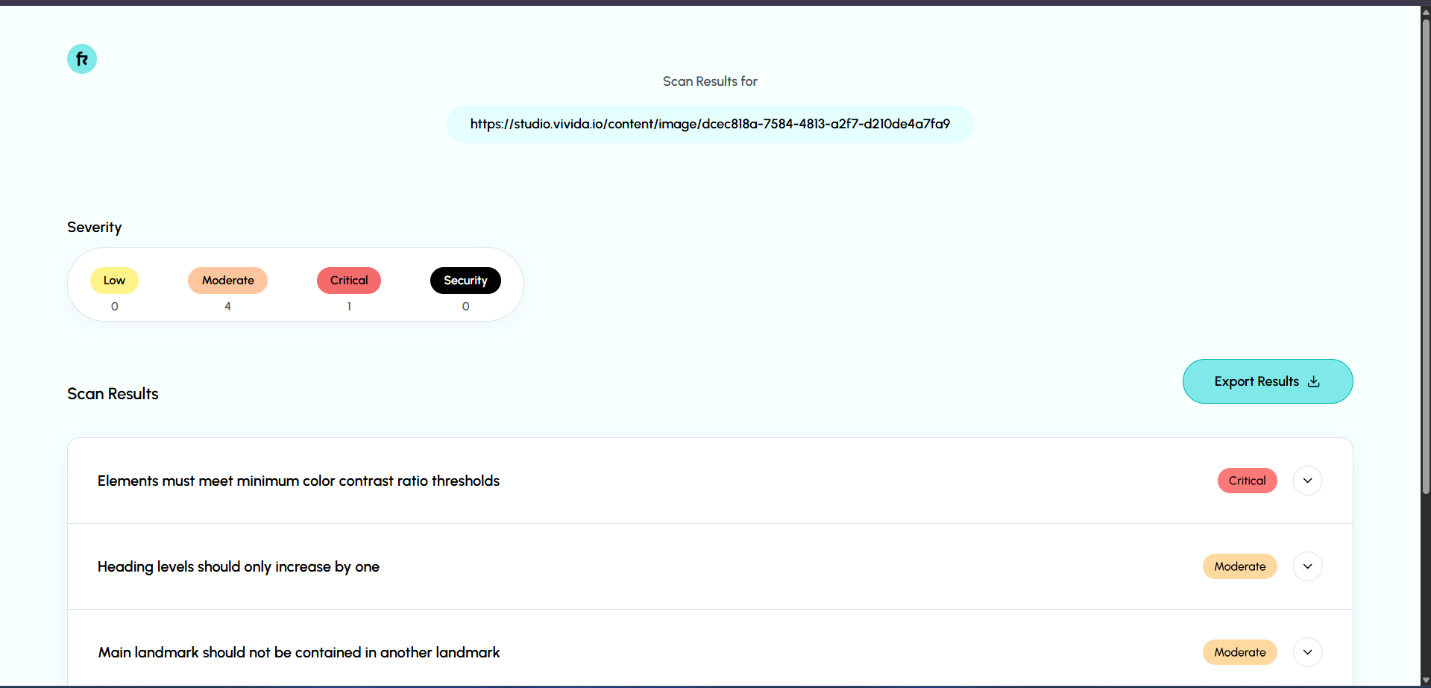 fr
Scan Results for
https://studio.vivida.io/content/image/dcec818a-7584-4813-a2f7-d210de4a7fa9
Severity
Low Moderate Critical Security
0 4 1 0
Export Results
Scan Results
Elements must meet minimum color contrast ratio thresholds Critical
Heading levels should only increase by one Moderate
Main landmark should not be contained in another landmark Moderate